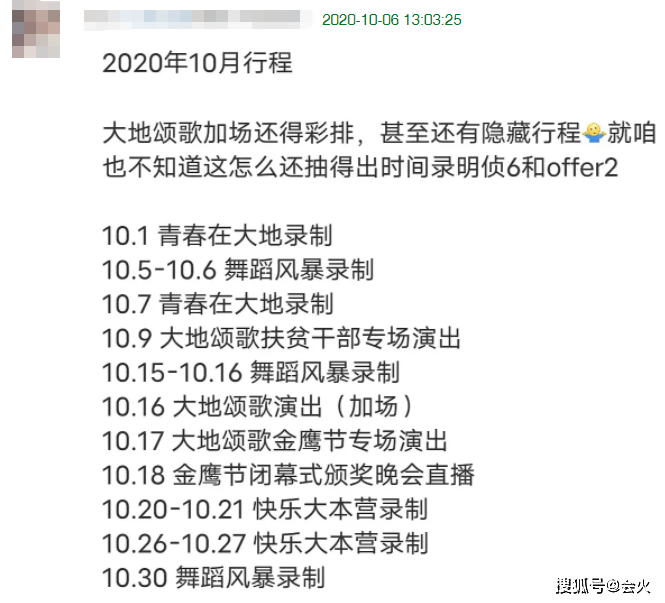 2020-10-06 13:03:25
2020年10月行程
大地颂歌加场还得彩排，甚至还有隐藏行程🤷就咱
也不知道这怎么还抽得出时间录明侦6和offer2
10.1 青春在大地录制
10.5-10.6 舞蹈风暴录制
10.7 青春在大地录制
10.9 大地颂歌扶贫干部专场演出
10.15-10.16 舞蹈风暴录制
10.16 大地颂歌演出（加场）
10.17 大地颂歌金鹰节专场演出
10.18 金鹰节闭幕式颁奖晚会直播
10.20-10.21 快乐大本营录制
10.26-10.27 快乐大本营录制
10.30 舞蹈风暴录制
搜狐号@会火